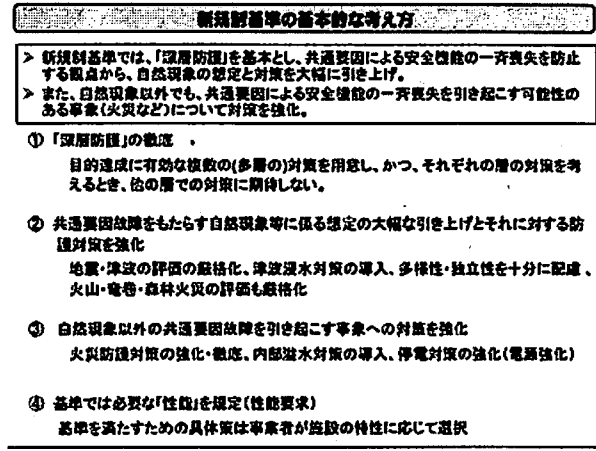 新規制基準の基本的な考え方
➢ 新規制基準では、「深層防護」を基本とし、共通要因による安全機能の一斉喪失を防止
する観点から、自然現象の想定と対策を大幅に引き上げ。
➢ また、自然現象以外でも、共通要因による安全機能の一斉喪失を引き起こす可能性の
ある事象(火災など)について対策を強化。
① 「深層防護」の徹底
目的達成に有効な複数の(多層の)対策を用意し、かつ、それぞれの層の対策を考
えるとき、他の層での対策に期待しない。
② 共通要因故障をもたらす自然現象等に係る想定の大幅な引き上げとそれに対する防
護対策を強化
地震・津波の評価の厳格化、津波浸水対策の導入、多様性・独立性を十分に配慮、
火山・竜巻・森林火災の評価も厳格化
③ 自然現象以外の共通要因故障を引き起こす事象への対策を強化
火災防護対策の強化・徹底、内部溢水対策の導入、停電対策の強化(電源強化)
④ 基準では必要な「性能」を規定(性能要求)
基準を満たすための具体策は事業者が施設の特性に応じて選択